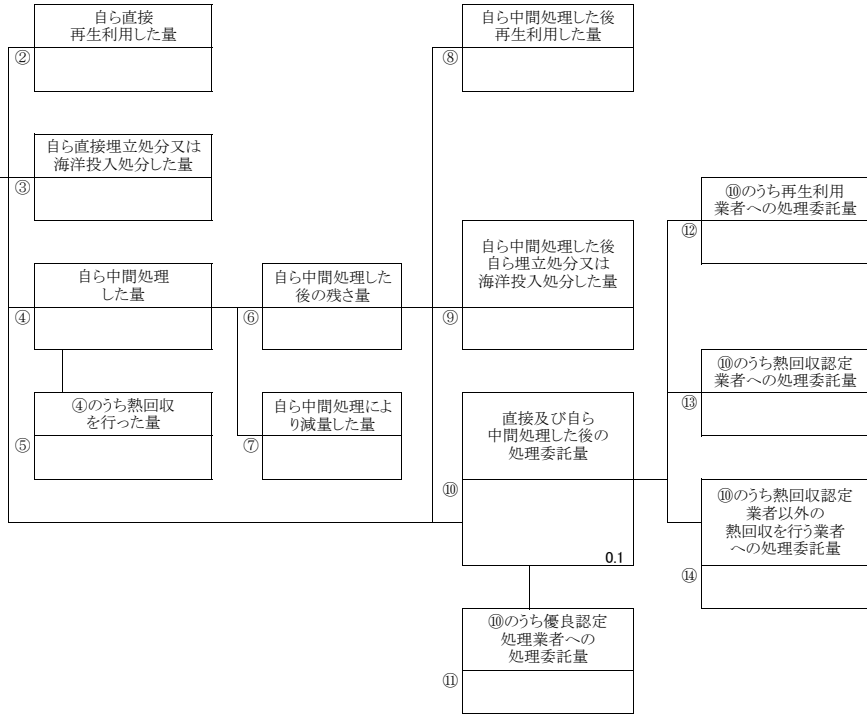 自ら直接
再生利用した量
②
自ら直接埋立処分又は
海洋投入処分した量
③
自ら中間処理
した量
④
④のうち熱回収
を行った量
⑤
自ら中間処理した
後の残さ量
⑥
自ら中間処理によ
り減量した量
⑦
自ら中間処理した後
再生利用した量
⑧
自ら中間処理した後
自ら埋立処分又は
海洋投入処分した量
⑨
直接及び自ら
中間処理した後の
処理委託量
⑩
0.1
⑩のうち優良認定
処理業者への
処理委託量
⑪
⑩のうち再生利用
業者への処理委託量
⑫
⑩のうち熱回収認定
業者への処理委託量
⑬
⑩のうち熱回収認定
業者以外の
熱回収を行う業者
への処理委託量
⑭